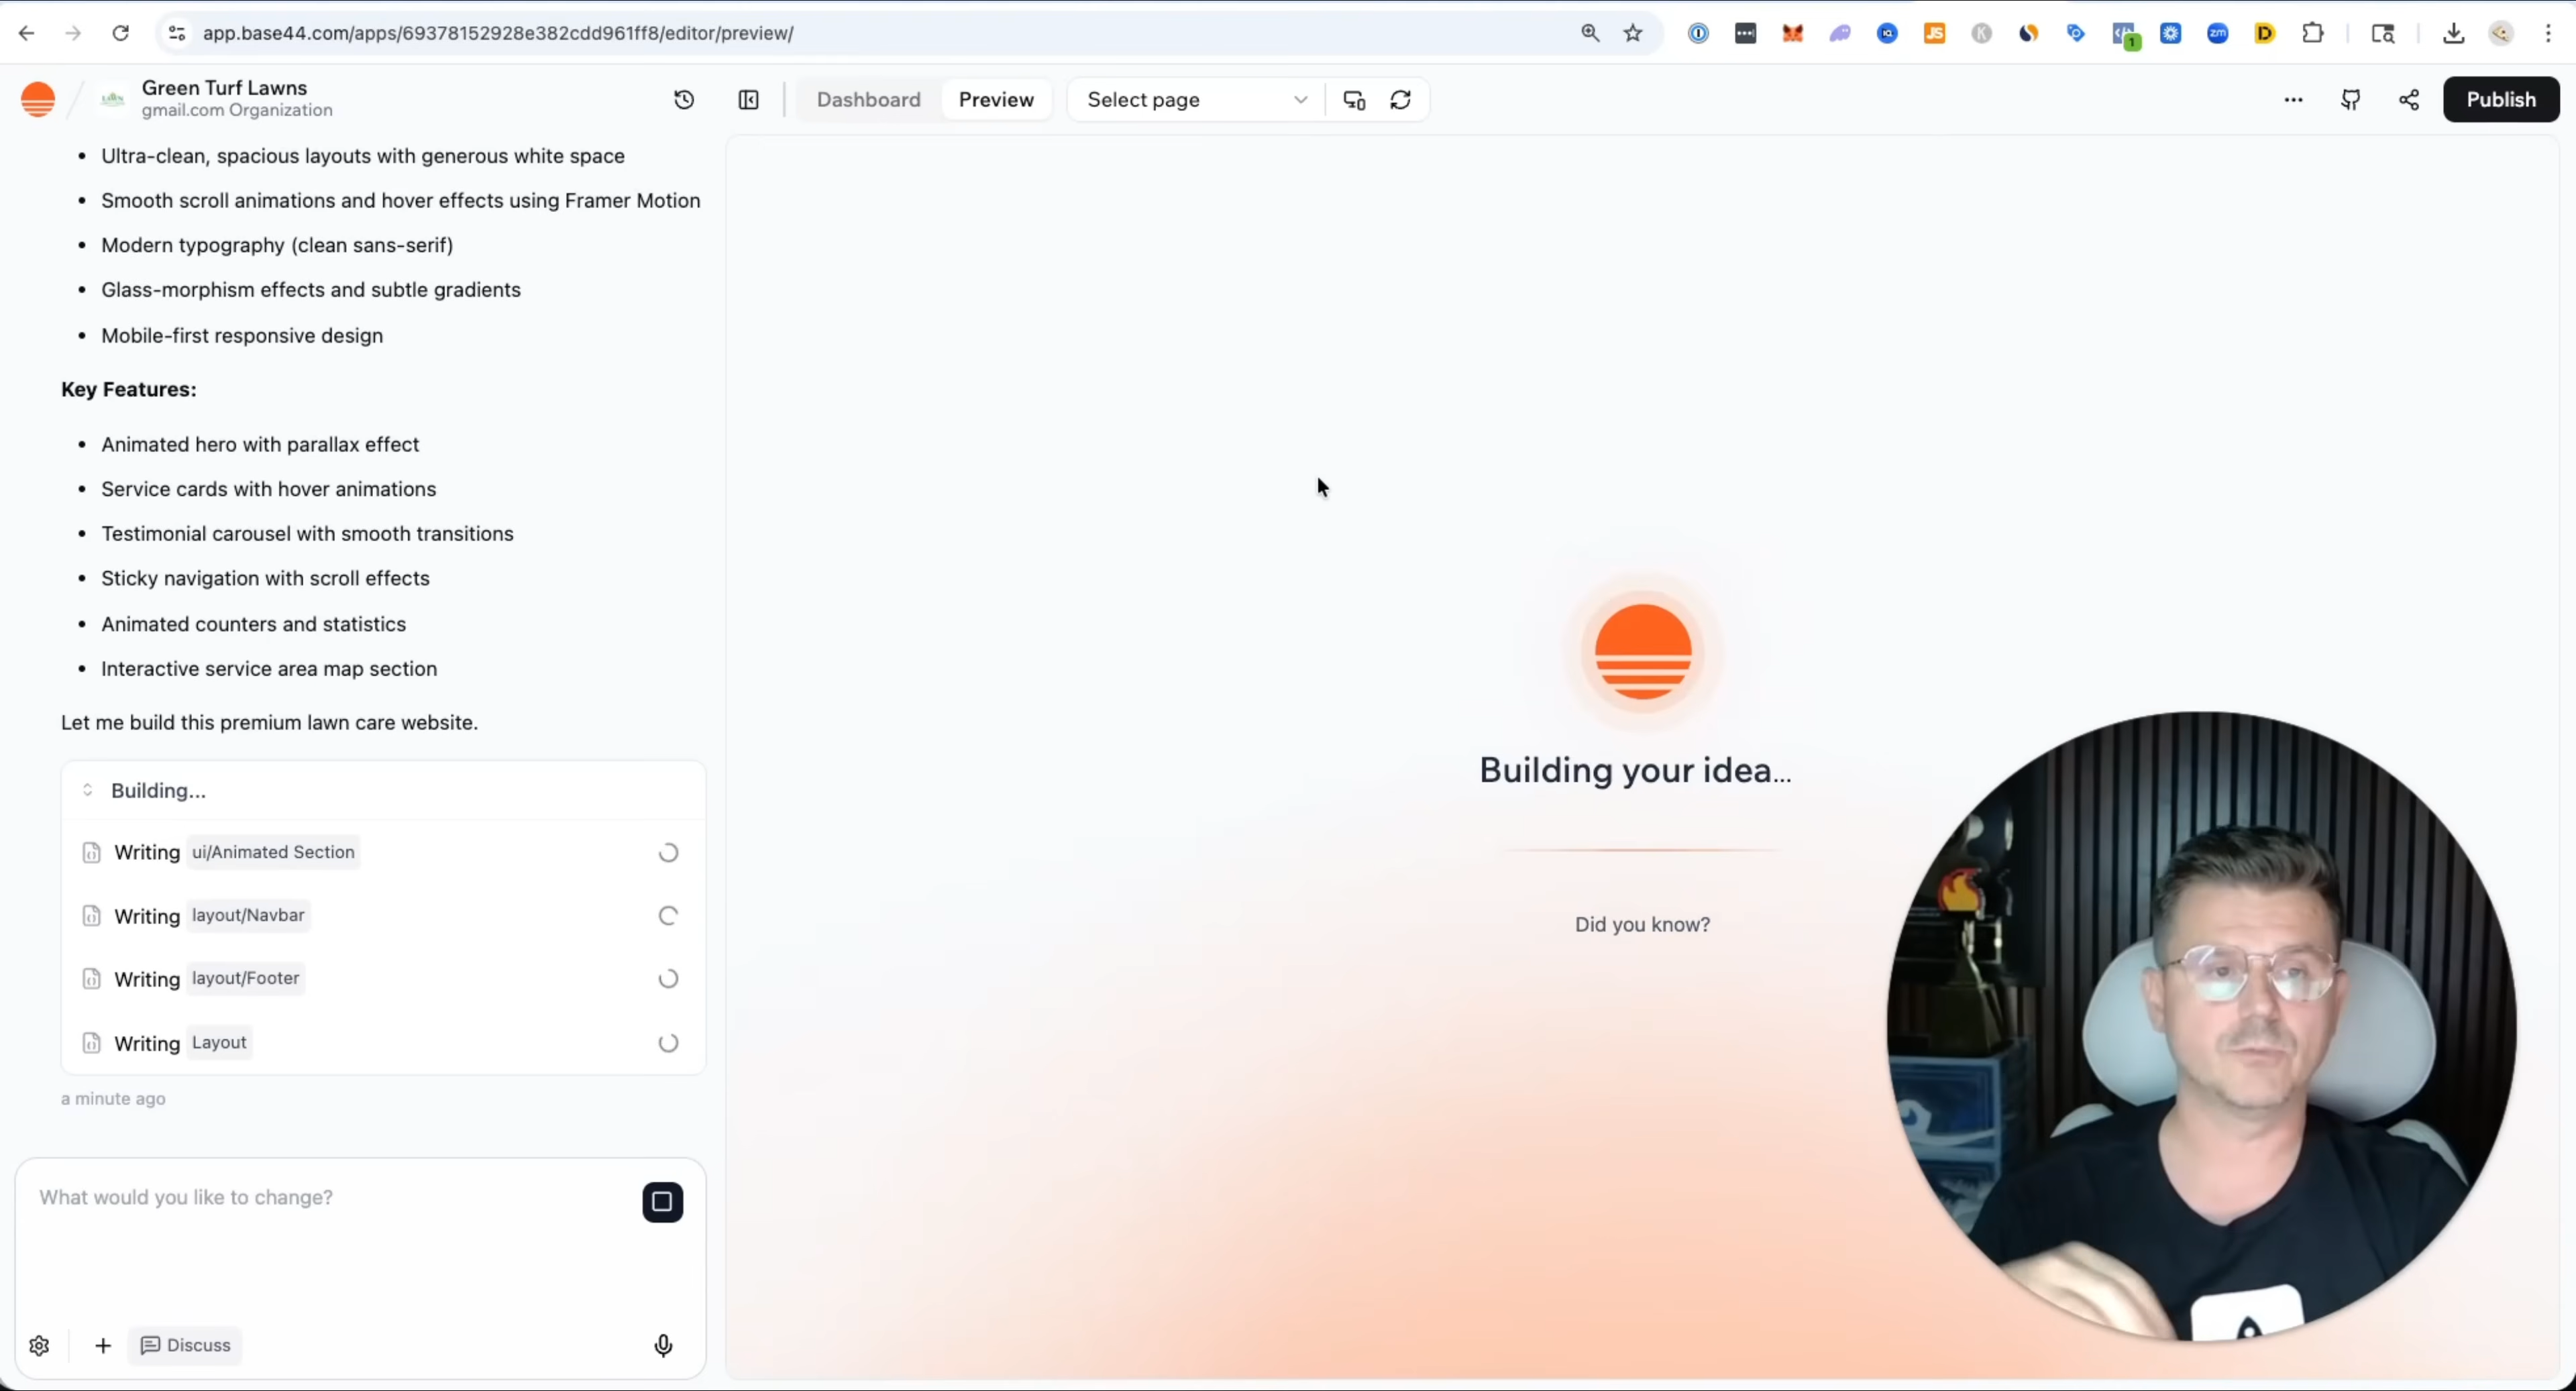 app.base44.com/apps/69378152928e382cdd961ff8/editor/preview/
JS
K
zm
D
1
Green Turf Lawns
gmail.com Organization
Dashboard
Preview
Select page
Publish
• Ultra-clean, spacious layouts with generous white space
• Smooth scroll animations and hover effects using Framer Motion
• Modern typography (clean sans-serif)
• Glass-morphism effects and subtle gradients
• Mobile-first responsive design
Key Features:
• Animated hero with parallax effect
• Service cards with hover animations
• Testimonial carousel with smooth transitions
• Sticky navigation with scroll effects
• Animated counters and statistics
• Interactive service area map section
Let me build this premium lawn care website.
Building...
Writing ui/Animated Section
Writing layout/Navbar
Writing layout/Footer
Writing Layout
a minute ago
What would you like to change?
Discuss
Building your idea...
Did you know?